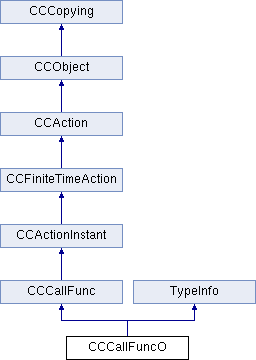 CCCopying
CCObject
CCAction
CCFiniteTimeAction
CCActionInstant
CCCallFunc
TypeInfo
CCCallFuncO